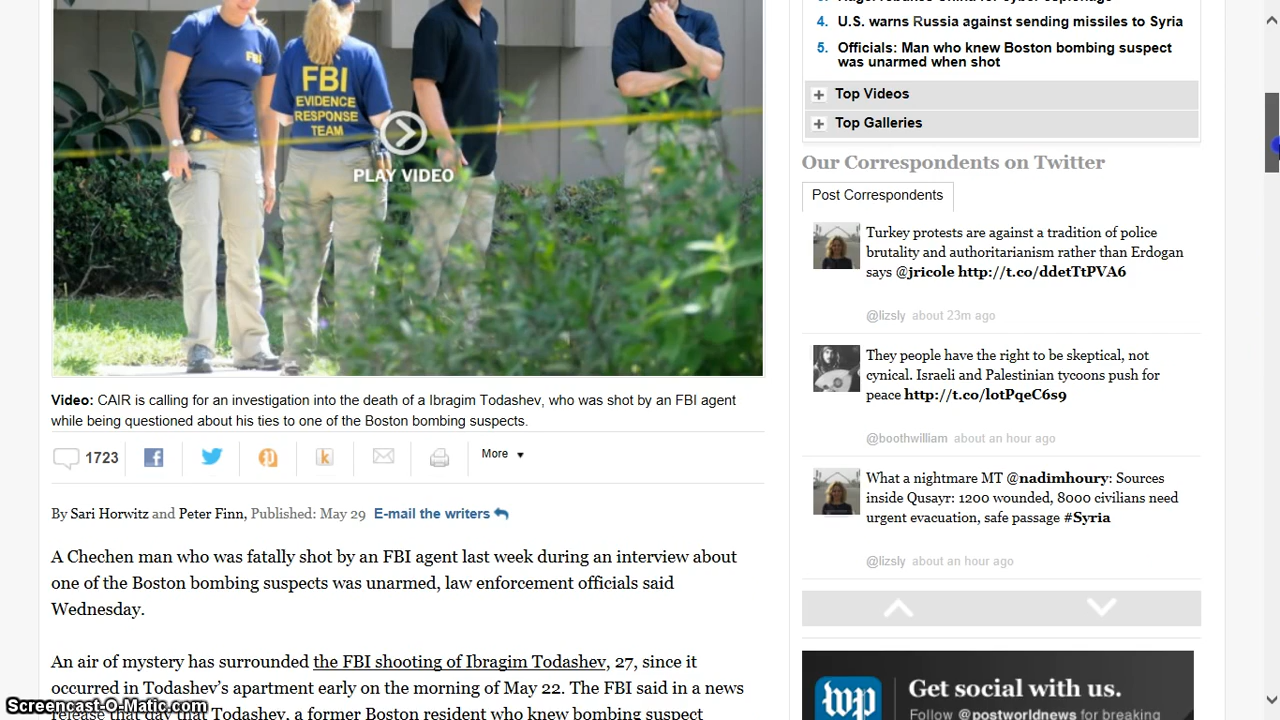 FBI
FBI
EVIDENCE
RESPONSE
TEAM
PLAY VIDEO
Video: CAIR is calling for an investigation into the death of a Ibragim Todashev, who was shot by an FBI agent
while being questioned about his ties to one of the Boston bombing suspects.
1723
More
By Sari Horwitz and Peter Finn, Published: May 29 E-mail the writers
A Chechen man who was fatally shot by an FBI agent last week during an interview about
one of the Boston bombing suspects was unarmed, law enforcement officials said
Wednesday.
An air of mystery has surrounded the FBI shooting of Ibragim Todashev, 27, since it
occurred in Todashev's apartment early on the morning of May 22. The FBI said in a news
release that day that Todashev, a former Boston resident who knew bombing suspect
Screencast-O-Matic.com
4. U.S. warns Russia against sending missiles to Syria
5. Officials: Man who knew Boston bombing suspect
was unarmed when shot
Top Videos
Top Galleries
Our Correspondents on Twitter
Post Correspondents
Turkey protests are against a tradition of police
brutality and authoritarianism rather than Erdogan
says @jricole http://t.co/ddetTtPVA6
@lizsly about 23m ago
They people have the right to be skeptical, not
cynical. Israeli and Palestinian tycoons push for
peace http://t.co/lotPqeC6s9
@boothwilliam about an hour ago
What a nightmare MT @nadimhoury: Sources
inside Qusayr: 1200 wounded, 8000 civilians need
urgent evacuation, safe passage #Syria
@lizsly about an hour ago
wp
Get social with us.
Follow @postworldnews for breaking